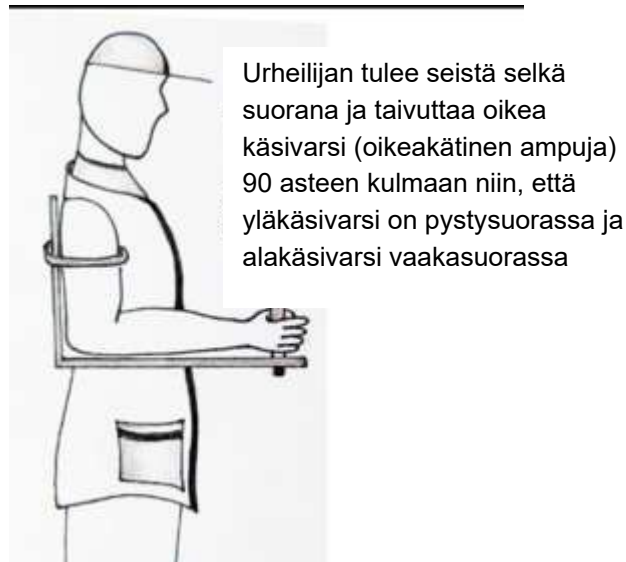 Urheilijan tulee seistä selkä
suorana ja taivuttaa oikea
käsivarsi (oikeakätinen ampuja)
90 asteen kulmaan niin, että
yläkäsivarsi on pystysuorassa ja
alakäsivarsi vaakasuorassa